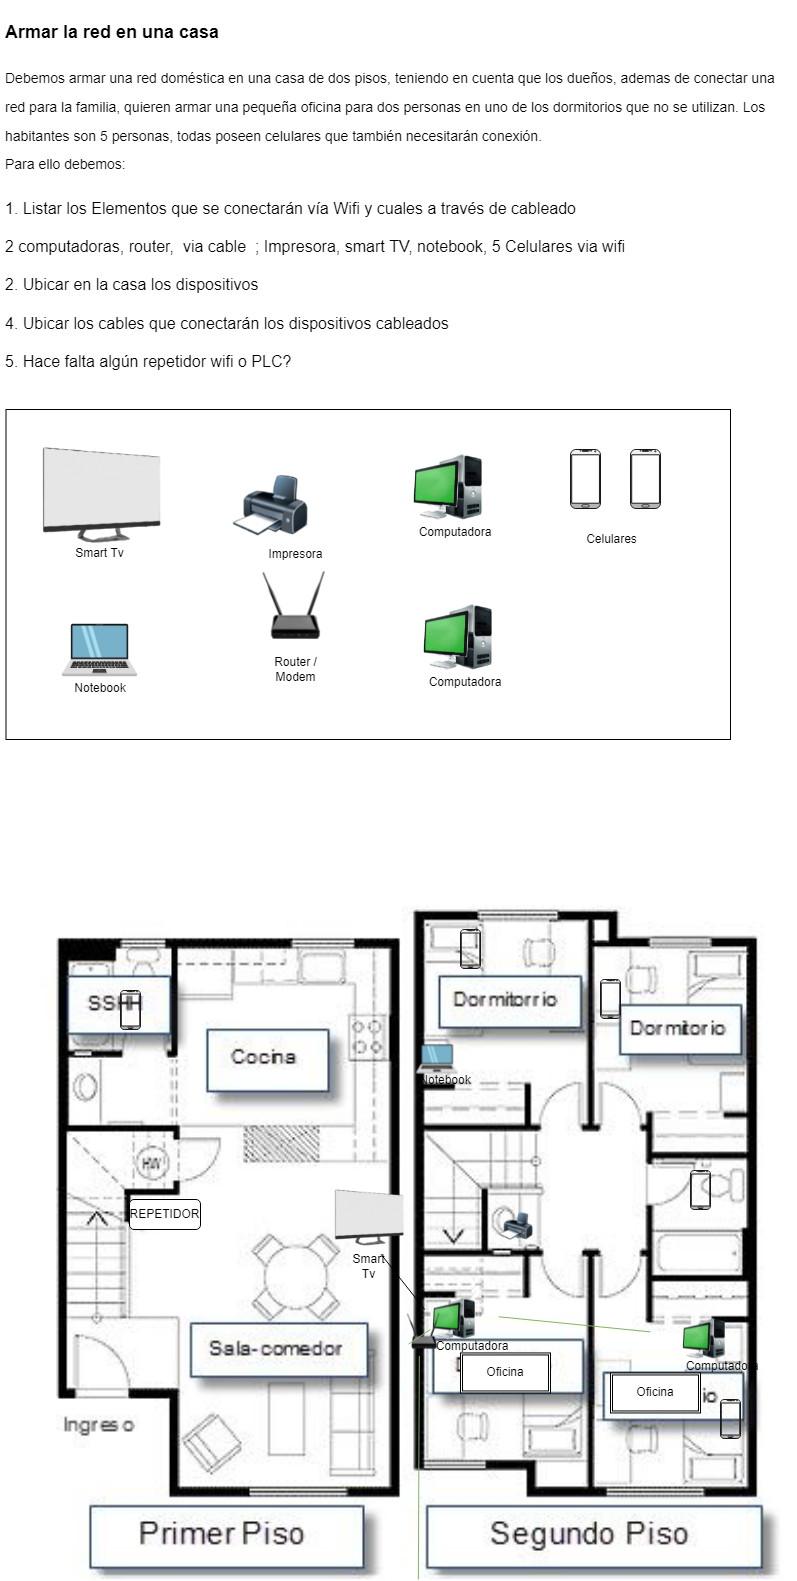 Armar la red en una casa
Debemos armar una red doméstica en una casa de dos pisos, teniendo en cuenta que los dueños, ademas de conectar una
red para la familia, quieren armar una pequeña oficina para dos personas en uno de los dormitorios que no se utilizan. Los
habitantes son 5 personas, todas poseen celulares que también necesitarán conexión.
Para ello debemos:
1. Listar los Elementos que se conectarán vía Wifi y cuales a través de cableado
2 computadoras, router,  via cable  ; Impresora, smart TV, notebook, 5 Celulares via wifi
2. Ubicar en la casa los dispositivos
4. Ubicar los cables que conectarán los dispositivos cableados
5. Hace falta algún repetidor wifi o PLC?
Smart Tv
Impresora
Computadora
Celulares
Notebook
Router /
Modem
Computadora
SSHH
Cocina
HW
REPETIDOR
Smart
Tv
Sala-comedor
Ingreso
Primer Piso
Dormitorrio
Dormitorio
Notebook
Computadora
Oficina
Computadora
Oficina
io
Segundo Piso